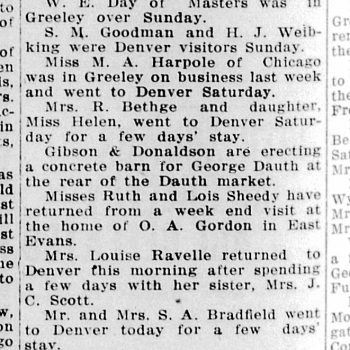 W. E. Day of Masters was in
Greeley over Sunday.
S. M. Goodman and H. J. Weib-
king were Denver visitors Sunday.
Miss M. A. Harpole of Chicago
was in Greeley on business last week
and went to Denver Saturday.
Mrs. R. Bethge and daughter,
Miss Helen, went to Denver Satur-
day for a few days' stay.
Gibson & Donaldson are erecting
a concrete barn for George Dauth at
the rear of the Dauth market.
Misses Ruth and Lois Sheedy have
returned from a week end visit at
the home of O. A. Gordon in East
Evans.
Mrs. Louise Ravelle returned to
Denver this morning after spending
a few days with her sister, Mrs. J.
C. Scott.
Mr. and Mrs. S. A. Bradfield went
to Denver today for a few days'
stay.